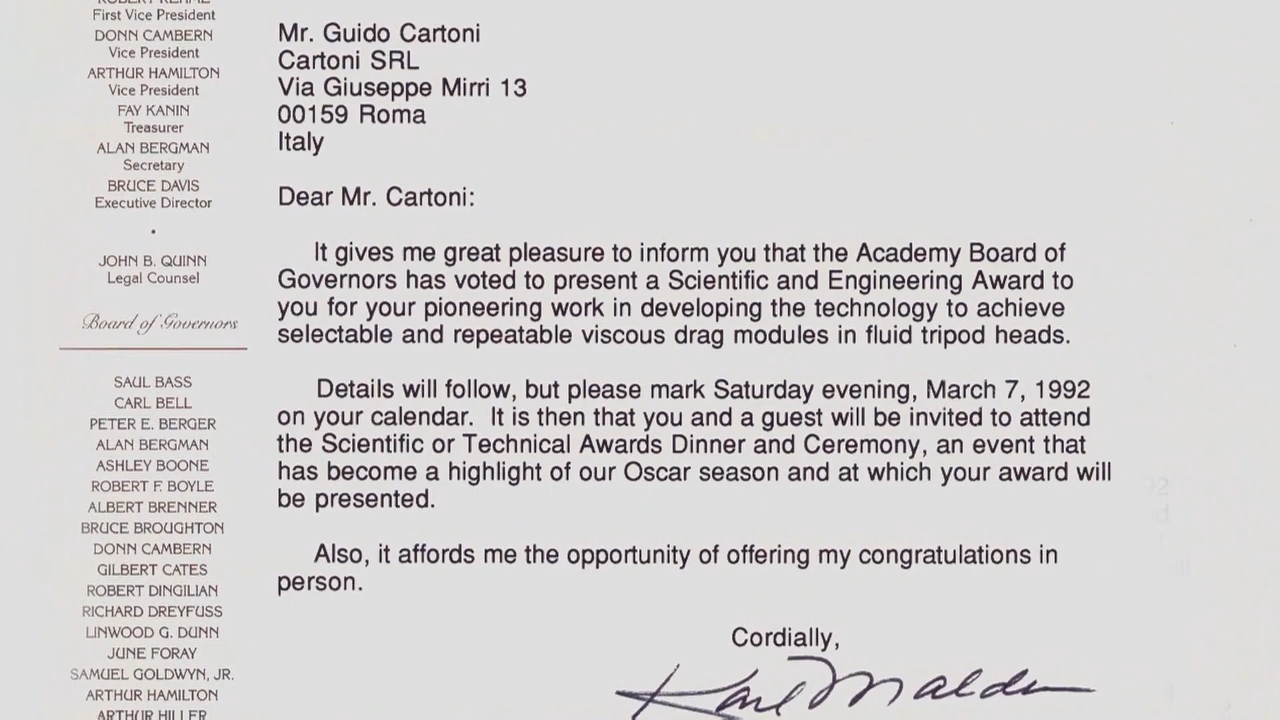 First Vice President
DONN CAMBERN
Vice President
ARTHUR HAMILTON
Vice President
FAY KANIN
Treasurer
ALAN BERGMAN
Secretary
BRUCE DAVIS
Executive Director
•
JOHN B. QUINN
Legal Counsel
Board of Governors
SAUL BASS
CARL BELL
PETER E. BERGER
ALAN BERGMAN
ASHLEY BOONE
ROBERT F. BOYLE
ALBERT BRENNER
BRUCE BROUGHTON
DONN CAMBERN
GILBERT CATES
ROBERT DINGILIAN
RICHARD DREYFUSS
LINWOOD G. DUNN
JUNE FORAY
SAMUEL GOLDWYN, JR.
ARTHUR HAMILTON
ARTHUR HILLER
Mr. Guido Cartoni
Cartoni SRL
Via Giuseppe Mirri 13
00159 Roma
Italy
Dear Mr. Cartoni:
It gives me great pleasure to inform you that the Academy Board of
Governors has voted to present a Scientific and Engineering Award to
you for your pioneering work in developing the technology to achieve
selectable and repeatable viscous drag modules in fluid tripod heads.
Details will follow, but please mark Saturday evening, March 7, 1992
on your calendar. It is then that you and a guest will be invited to attend
the Scientific or Technical Awards Dinner and Ceremony, an event that
has become a highlight of our Oscar season and at which your award will
be presented.
Also, it affords me the opportunity of offering my congratulations in
person.
Cordially,
Karl Malden